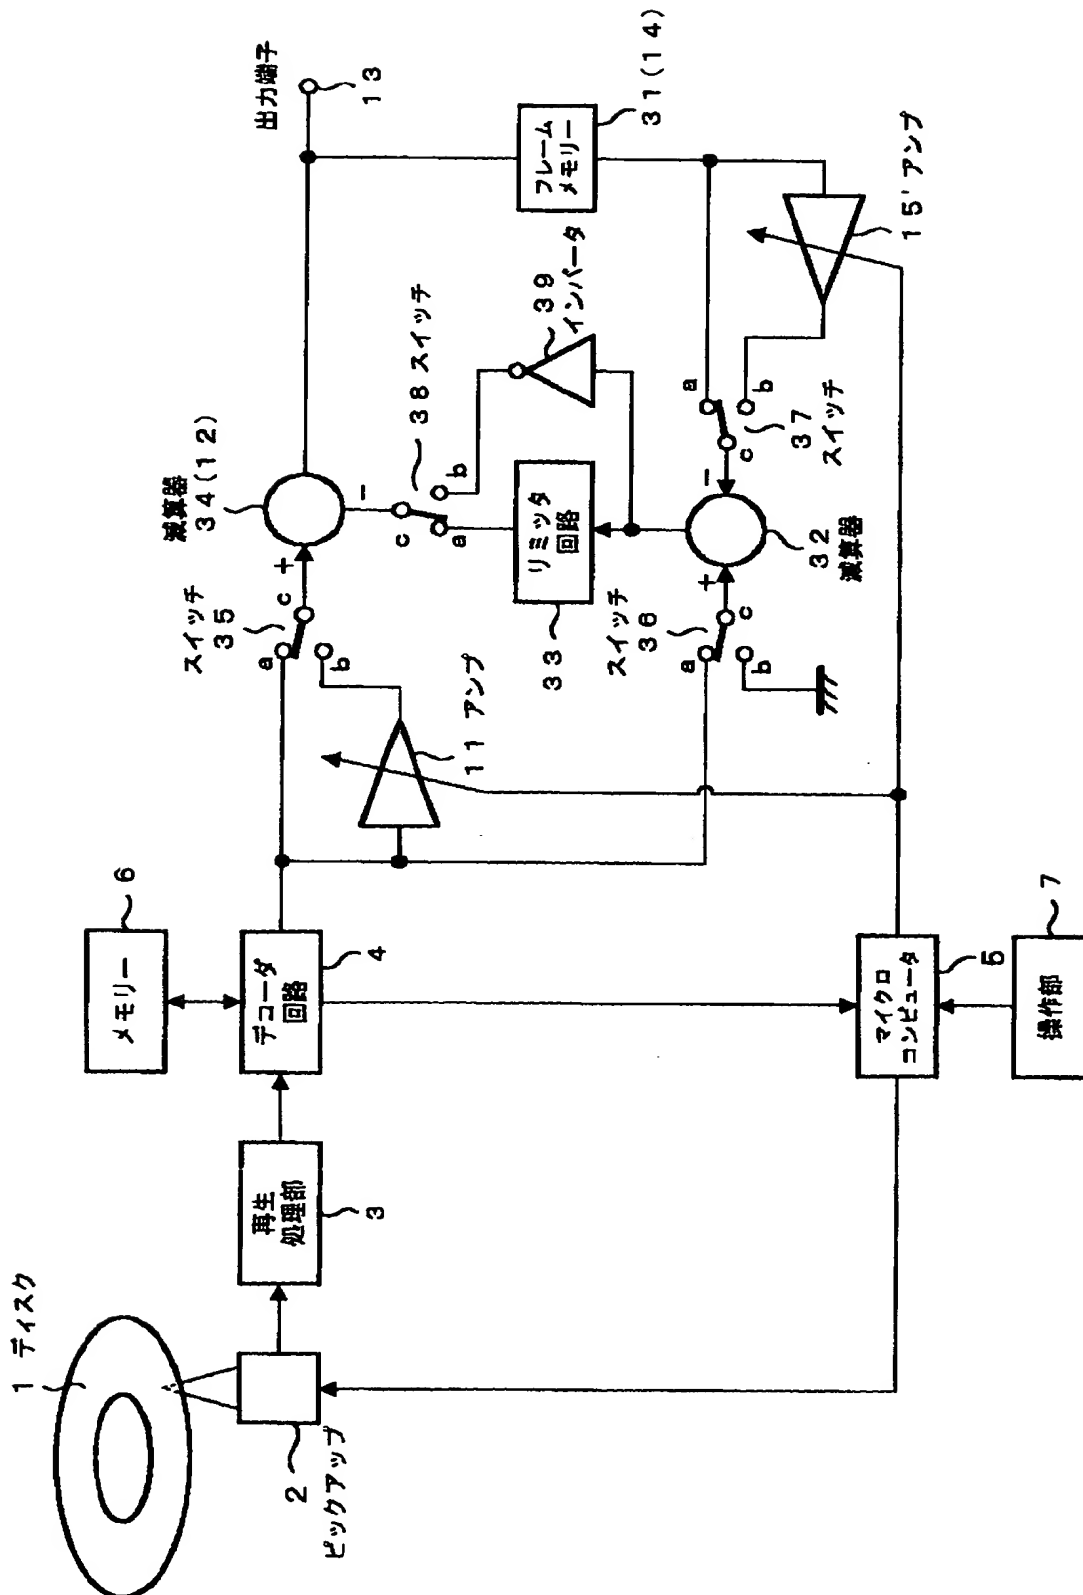 1 ディスク
2
ピックアップ
再生
処理部
3
メモリー
6
デコーダ
回路
4
マイクロ
コンピュータ
5
操作部
7
スイッチ
35
a
b
c
11 アンプ
減算器
34(12)
+
-
出力端子
13
38 スイッチ
c
a
b
リミッタ
回路
33
39
インバータ
フレーム
メモリー
31(14)
スイッチ
36
a
b
c
+
32
減算器
-
c
a
b
37
スイッチ
15' アンプ